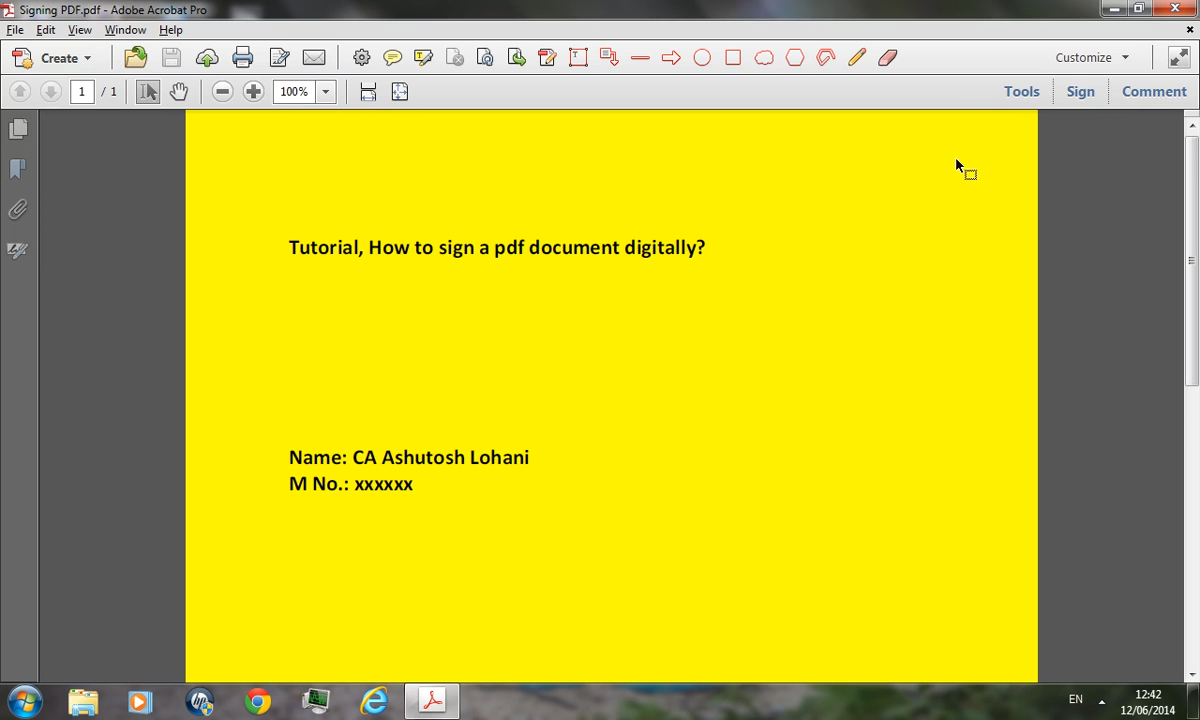 Signing PDF.pdf - Adobe Acrobat Pro
File Edit View Window Help
Create
Customize
1 / 1
100%
Tools Sign Comment
Tutorial, How to sign a pdf document digitally?
Name: CA Ashutosh Lohani
M No.: xxxxxx
EN
12:42
12/06/2014